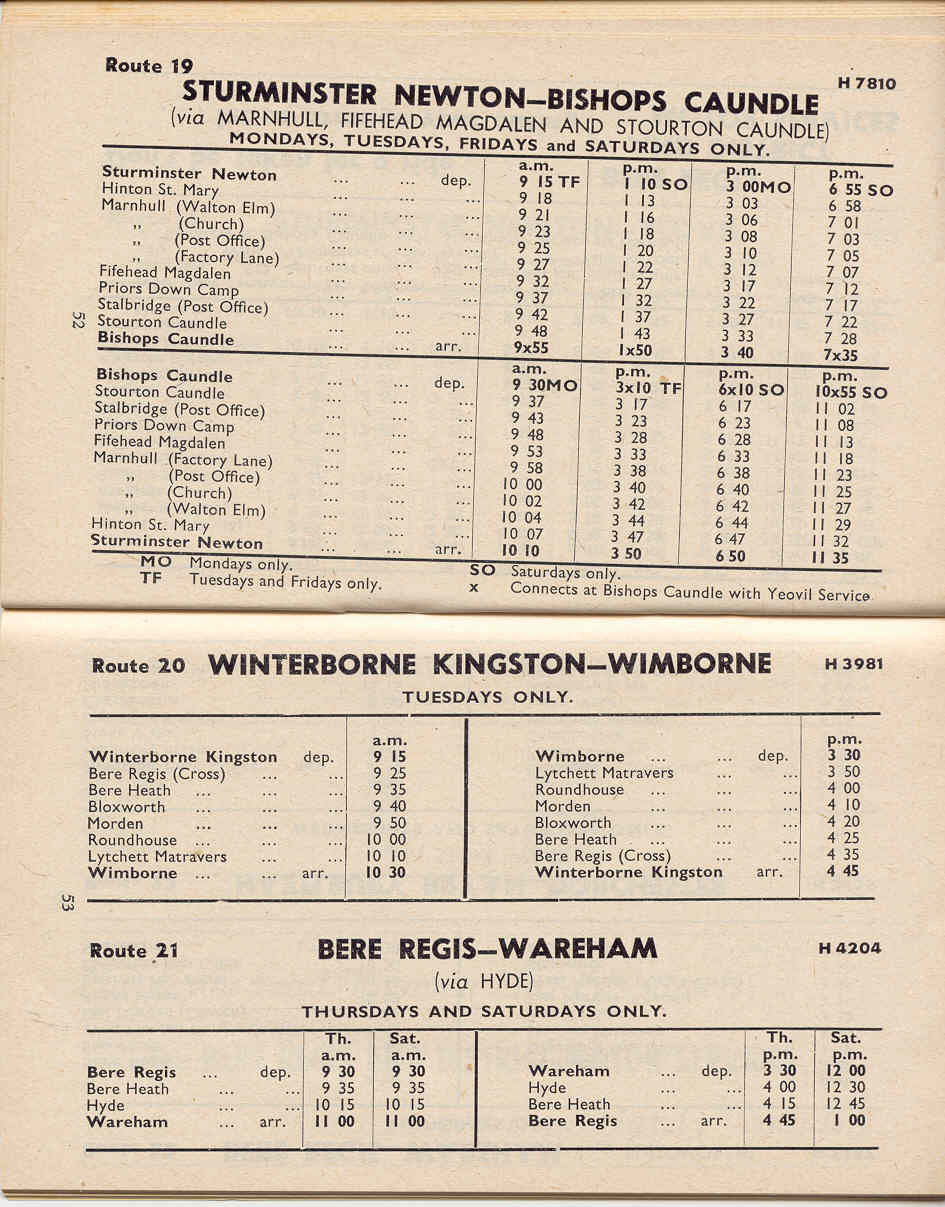 Route 19
H 7810
STURMINSTER NEWTON—BISHOPS CAUNDLE
(via MARNHULL, FIFEHEAD MAGDALEN AND STOURTON CAUNDLE)
MONDAYS, TUESDAYS, FRIDAYS and SATURDAYS ONLY.
a.m. p.m. p.m. p.m.
Sturminster Newton ... ... dep. 9 15 TF 1 10 SO 3 00MO 6 55 SO
Hinton St. Mary ... ... ... 9 18 1 13 3 03 6 58
Marnhull (Walton Elm) ... ... ... 9 21 1 16 3 06 7 01
,, (Church) ... ... ... 9 23 1 18 3 08 7 03
,, (Post Office) ... ... ... 9 25 1 20 3 10 7 05
,, (Factory Lane) ... ... ... 9 27 1 22 3 12 7 07
Fifehead Magdalen ... ... ... 9 32 1 27 3 17 7 12
Priors Down Camp ... ... ... 9 37 1 32 3 22 7 17
Stalbridge (Post Office) ... ... ... 9 42 1 37 3 27 7 22
Stourton Caundle ... ... ... 9 48 1 43 3 33 7 28
Bishops Caundle ... ... arr. 9x55 1x50 3 40 7x35
a.m. p.m. p.m. p.m.
Bishops Caundle ... ... dep. 9 30MO 3x10 TF 6x10 SO 10x55 SO
Stourton Caundle ... ... ... 9 37 3 17 6 17 11 02
Stalbridge (Post Office) ... ... ... 9 43 3 23 6 23 11 08
Priors Down Camp ... ... ... 9 48 3 28 6 28 11 13
Fifehead Magdalen ... ... ... 9 53 3 33 6 33 11 18
Marnhull (Factory Lane) ... ... ... 9 58 3 38 6 38 11 23
,, (Post Office) ... ... ... 10 00 3 40 6 40 11 25
,, (Church) ... ... ... 10 02 3 42 6 42 11 27
,, (Walton Elm) ... ... ... 10 04 3 44 6 44 11 29
Hinton St. Mary ... ... ... 10 07 3 47 6 47 11 32
Sturminster Newton ... ... arr. 10 10 3 50 6 50 11 35
MO Mondays only. SO Saturdays only.
TF Tuesdays and Fridays only. x Connects at Bishops Caundle with Yeovil Service
52
Route 20 WINTERBORNE KINGSTON—WIMBORNE H 3981
TUESDAYS ONLY.
a.m.
Winterborne Kingston dep. 9 15
Bere Regis (Cross) ... ... 9 25
Bere Heath ... ... ... 9 35
Bloxworth ... ... ... 9 40
Morden ... ... ... 9 50
Roundhouse ... ... ... 10 00
Lytchett Matravers ... ... 10 10
Wimborne ... ... arr. 10 30
p.m.
Wimborne ... ... dep. 3 30
Lytchett Matravers ... ... 3 50
Roundhouse ... ... ... 4 00
Morden ... ... ... 4 10
Bloxworth ... ... ... 4 20
Bere Heath ... ... ... 4 25
Bere Regis (Cross) ... ... 4 35
Winterborne Kingston arr. 4 45
53
Route 21 BERE REGIS—WAREHAM H 4204
(via HYDE)
THURSDAYS AND SATURDAYS ONLY.
Th. Sat.
a.m. a.m.
Bere Regis ... dep. 9 30 9 30
Bere Heath ... ... 9 35 9 35
Hyde ... ... 10 15 10 15
Wareham ... arr. 11 00 11 00
Th. Sat.
p.m. p.m.
Wareham ... dep. 3 30 12 00
Hyde ... ... 4 00 12 30
Bere Heath ... ... 4 15 12 45
Bere Regis ... arr. 4 45 1 00